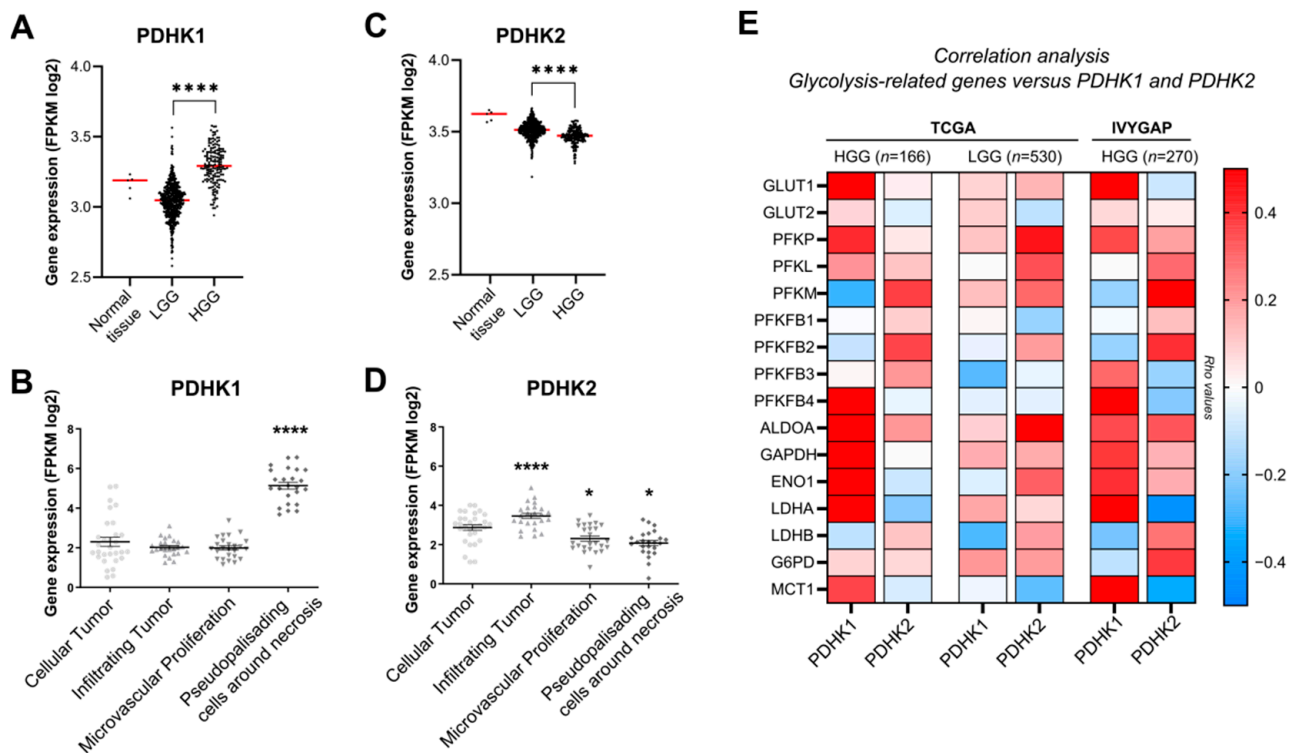 A
PDHK1
Gene expression (FPKM log2)
4.0
3.5
3.0
2.5
****
Normal
tissue
LGG
HGG
B
PDHK1
Gene expression (FPKM log2)
8
6
4
2
0
****
Cellular Tumor
Infiltrating Tumor
Microvascular Proliferation
Pseudopalisading
cells around necrosis
C
PDHK2
Gene expression (FPKM log2)
4.0
3.5
3.0
2.5
****
Normal
tissue
LGG
HGG
D
PDHK2
Gene expression (FPKM log2)
8
6
4
2
0
****
*
*
Cellular Tumor
Infiltrating Tumor
Microvascular Proliferation
Pseudopalisading
cells around necrosis
E
Correlation analysis
Glycolysis-related genes versus PDHK1 and PDHK2
TCGA
IVYGAP
HGG (n=166)
LGG (n=530)
HGG (n=270)
GLUT1
GLUT2
PFKP
PFKL
PFKM
PFKFB1
PFKFB2
PFKFB3
PFKFB4
ALDOA
GAPDH
ENO1
LDHA
LDHB
G6PD
MCT1
PDHK1
PDHK2
PDHK1
PDHK2
PDHK1
PDHK2
0.4
0.2
0
−0.2
−0.4
Rho values